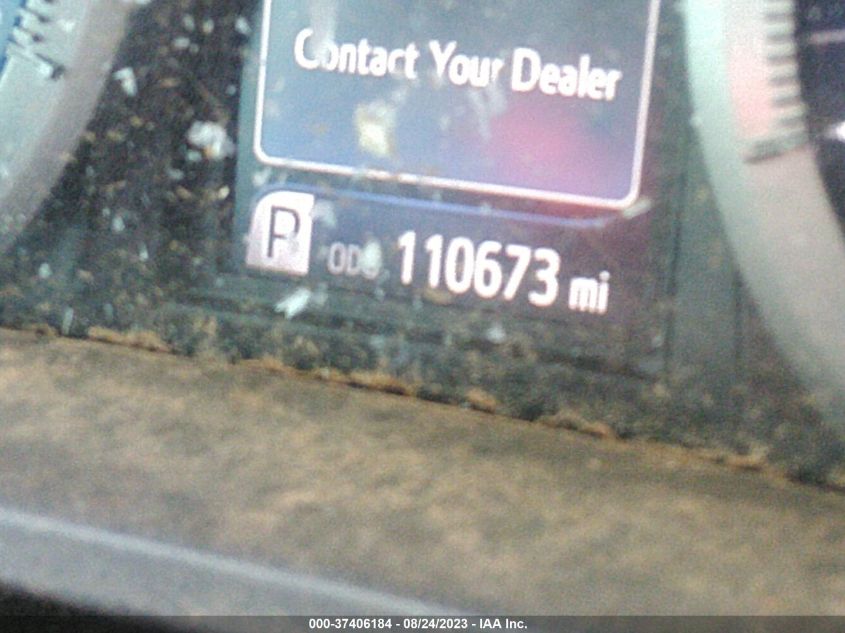 Contact Your Dealer
P ODO 110673 mi
000-37406184 - 08/24/2023 - IAA Inc.